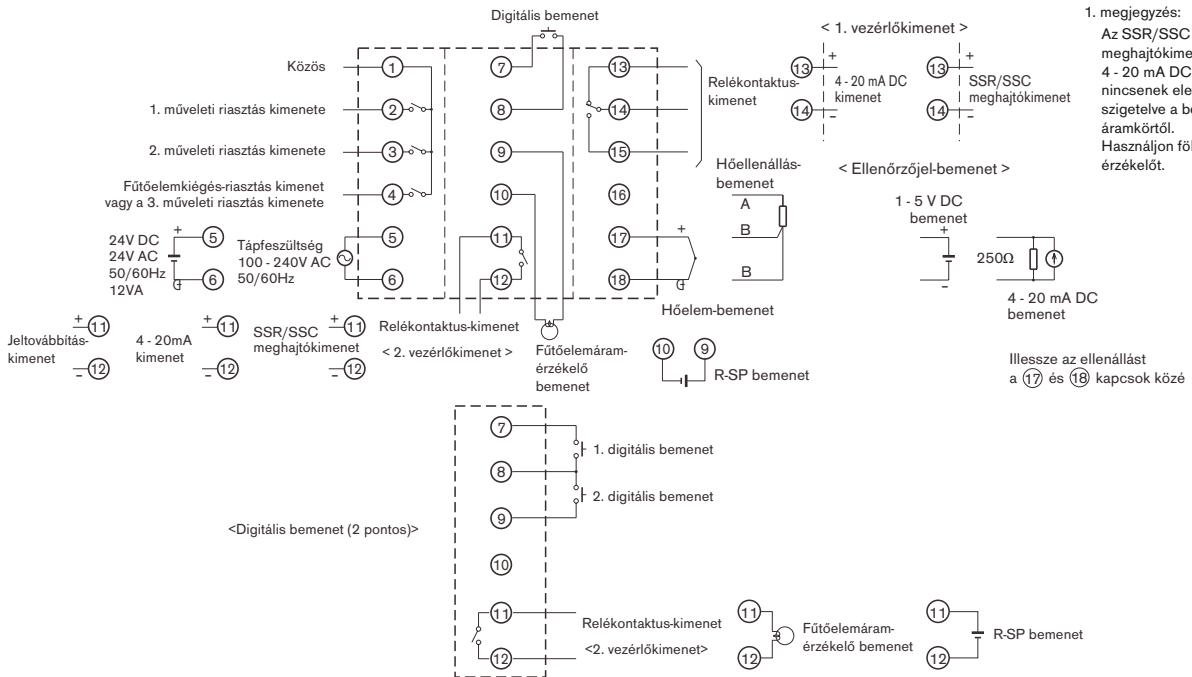 Digitális bemenet
Közös
1
7
13
1. műveleti riasztás kimenete
2
8
14
2. műveleti riasztás kimenete
3
9
15
Relékontaktus-
kimenet
Fűtőelemkiégés-riasztás kimenet
vagy a 3. műveleti riasztás kimenete
4
10
16
24V DC
24V AC
50/60Hz
12VA
+
5
6
Tápfeszültség
100 - 240V AC
50/60Hz
5
11
17
+
6
12
18
-
Hőellenállás-
bemenet
A
B
B
Hőelem-bemenet
< 1. vezérlőkimenet >
13
+
4 - 20 mA DC
kimenet
14
-
13
+
SSR/SSC
meghajtókimenet
14
-
< Ellenőrzőjel-bemenet >
1 - 5 V DC
bemenet
+
-
250Ω
4 - 20 mA DC
bemenet
Illessze az ellenállást
a 17 és 18 kapcsok közé
1. megjegyzés:
Az SSR/SSC
4 - 20 mA DC
nincsenek
szigetelve a
áramkörtől.
Használjon
érzékelőt.
Jeltovábbítás-
kimenet
+
11
-
12
4 - 20mA
kimenet
+
11
-
12
SSR/SSC
meghajtókimenet
+
11
-
12
Relékontaktus-kimenet
< 2. vezérlőkimenet >
Fűtőelemáram-
érzékelő
bemenet
10
9
R-SP bemenet
<Digitális bemenet (2 pontos)>
7
1. digitális bemenet
8
2. digitális bemenet
9
10
11
Relékontaktus-kimenet
12
<2. vezérlőkimenet>
11
12
Fűtőelemáram-
érzékelő bemenet
11
12
R-SP bemenet